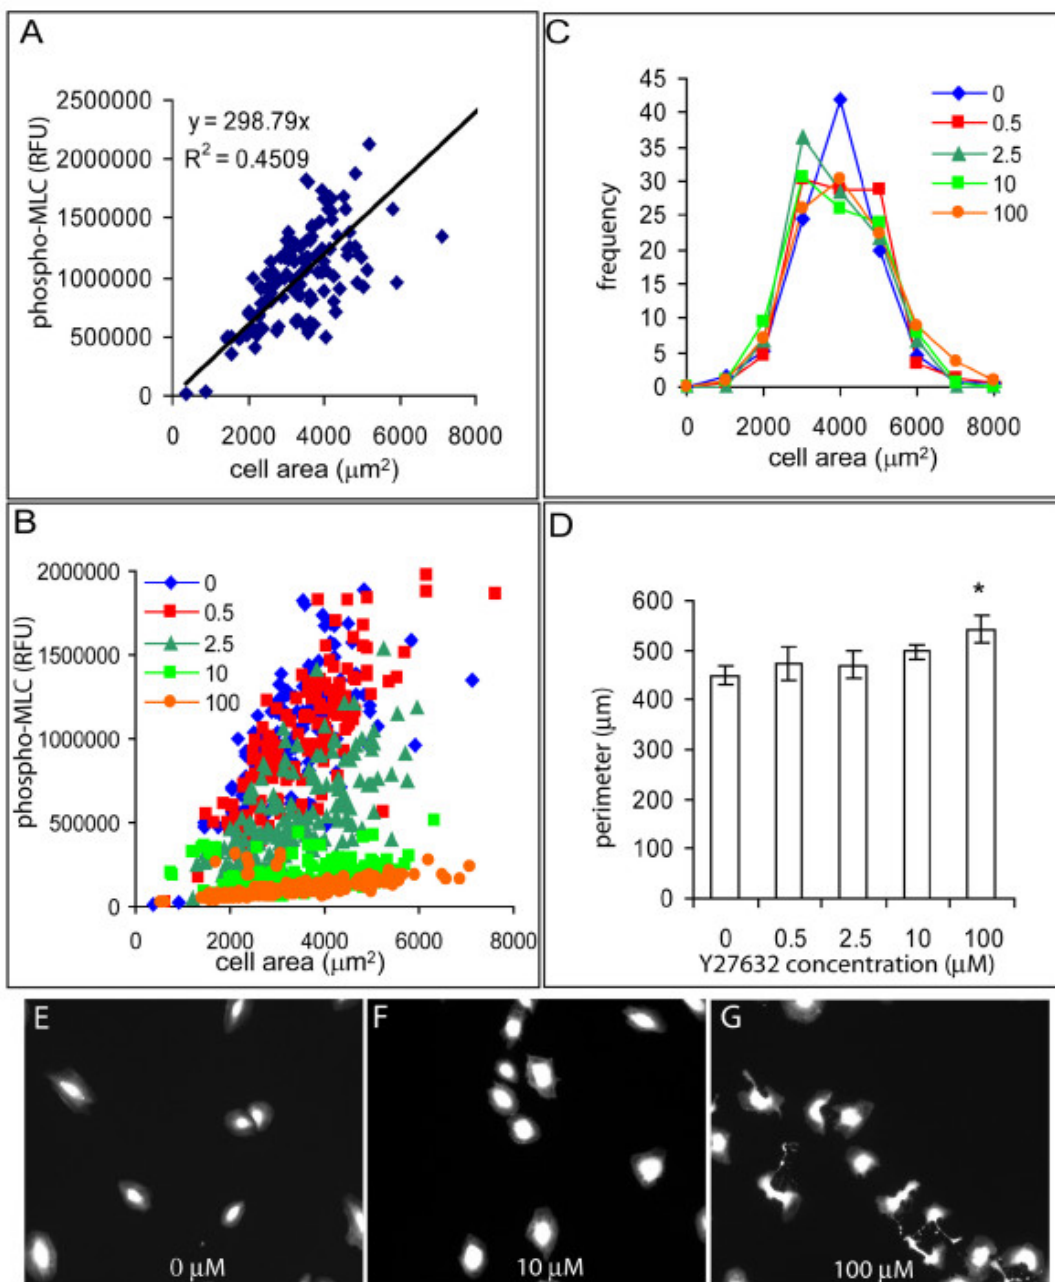 A
2500000
2000000
1500000
1000000
500000
0
phospho-MLC (RFU)
y = 298.79x
R² = 0.4509
0 2000 4000 6000 8000
cell area (μm²)
C
45
40
35
30
25
20
15
10
5
0
frequency
0
0.5
2.5
10
100
0 2000 4000 6000 8000
cell area (μm²)
B
2000000
1500000
1000000
500000
0
phospho-MLC (RFU)
0
0.5
2.5
10
100
0 2000 4000 6000 8000
cell area (μm²)
D
600
500
400
300
200
100
0
perimeter (μm)
*
0 0.5 2.5 10 100
Y27632 concentration (μM)
E
0 μM
F
10 μM
G
100 μM